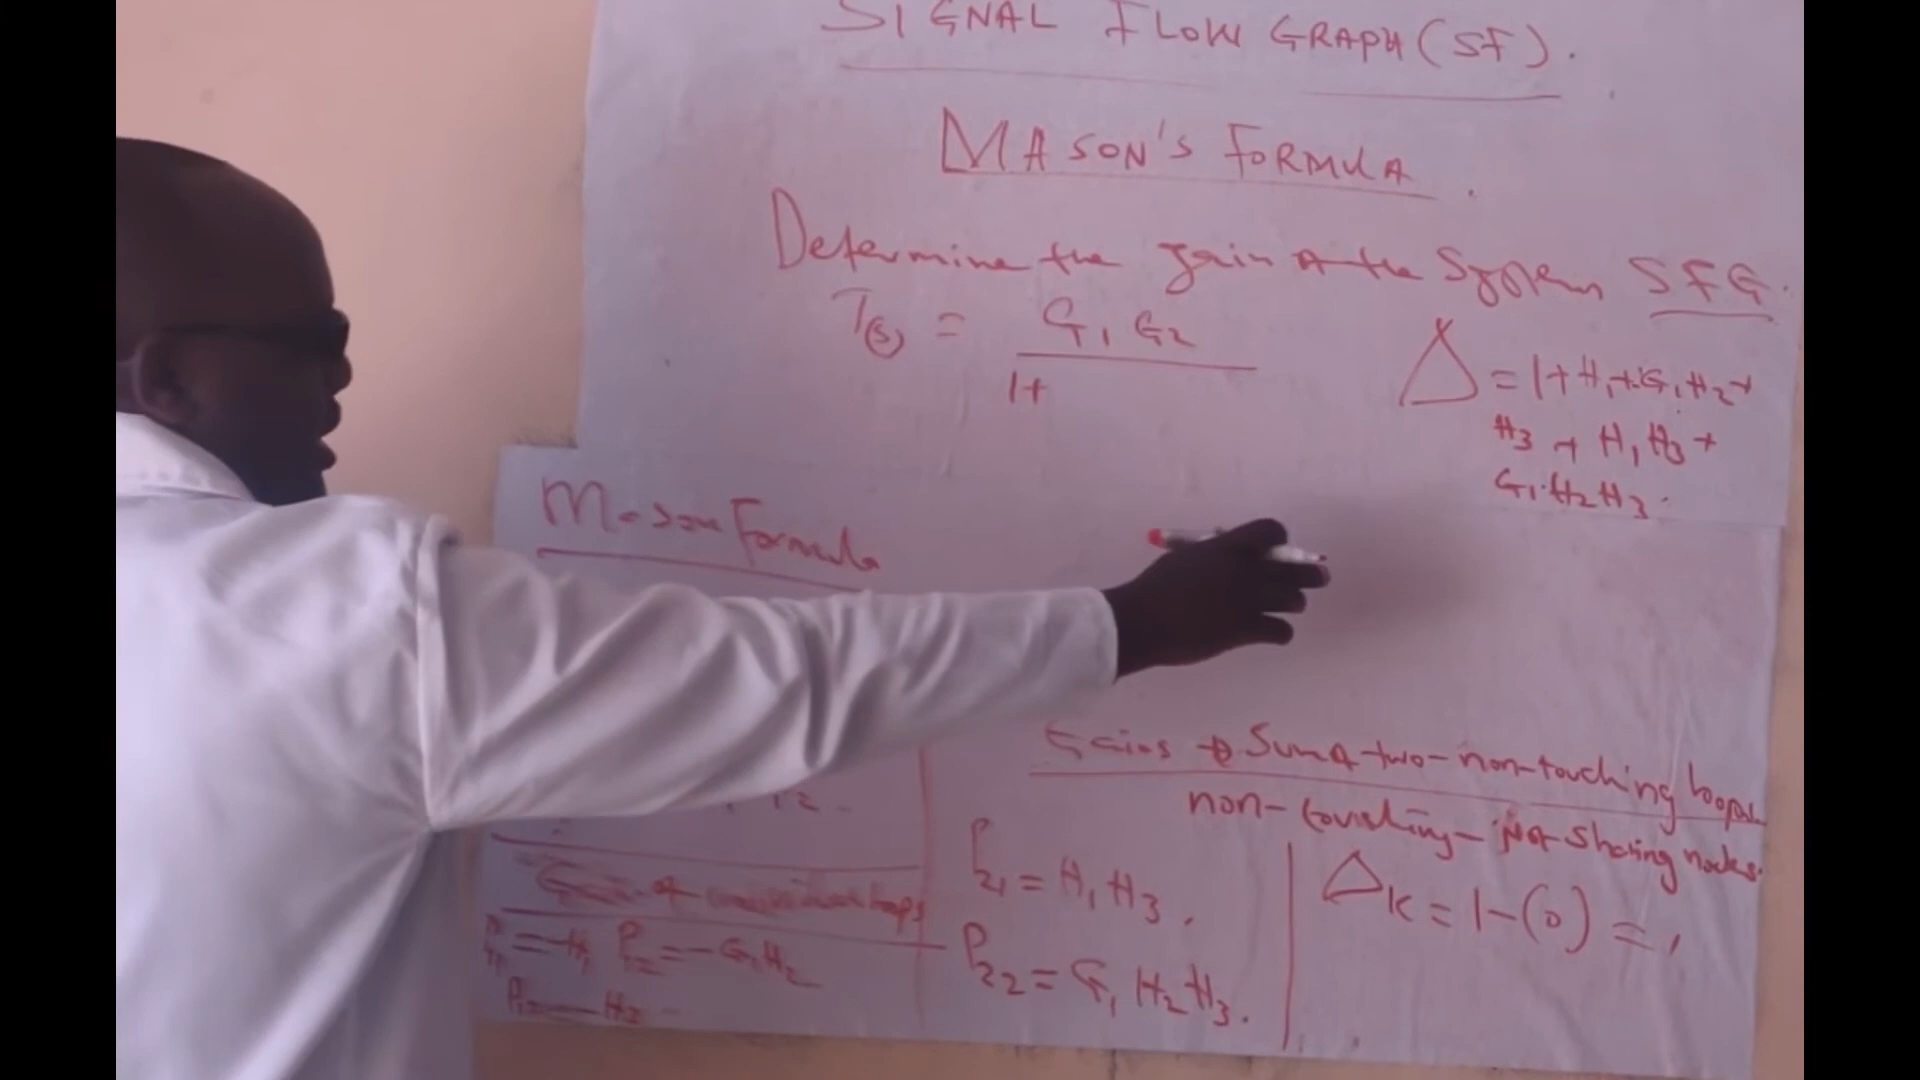 SIGNAL FLOW GRAPH (SF).
MASON'S FORMULA.
Determine the gain of the System SFG.
T(s) = G1 G2
1+
Δ = 1 + H1 + G1 H2 +
H3 + H1 H3 +
G1 H2 H3.
Mason Formula
Gains → Sum of two-non-touching loops
non-touching - Not Sharing nodes.
P21 = H1 H3.
P22 = G1 H2 H3.
ΔK = 1 - (0) = 1
Gain of loops
= -H1 P12 = -G1 H2
-H3